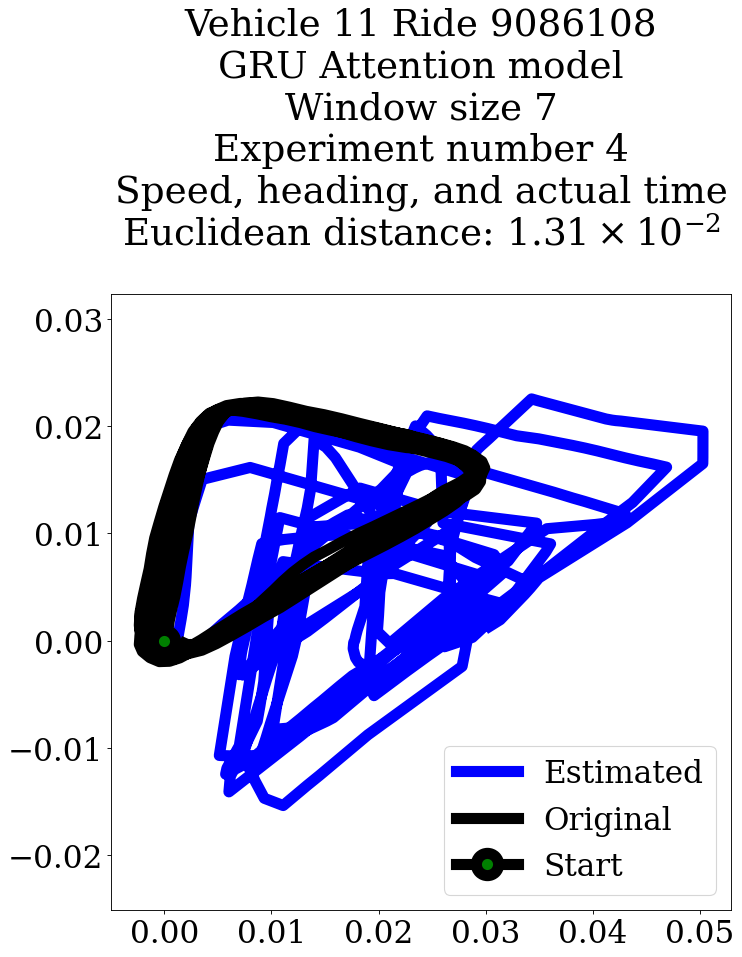 Vehicle 11 Ride 9086108
GRU Attention model
Window size 7
Experiment number 4
Speed, heading, and actual time
Euclidean distance: 1.31 × 10⁻²
0.03
0.02
0.01
0.00
−0.01
−0.02
Estimated
Original
Start
0.00 0.01 0.02 0.03 0.04 0.05